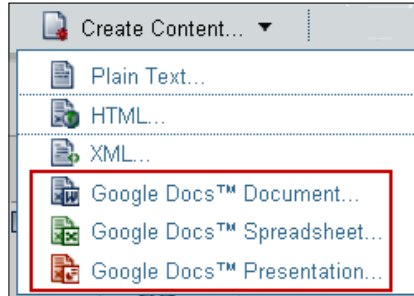 Create Content...
Plain Text...
HTML...
XML...
Google Docs™ Document...
Google Docs™ Spreadsheet...
Google Docs™ Presentation...